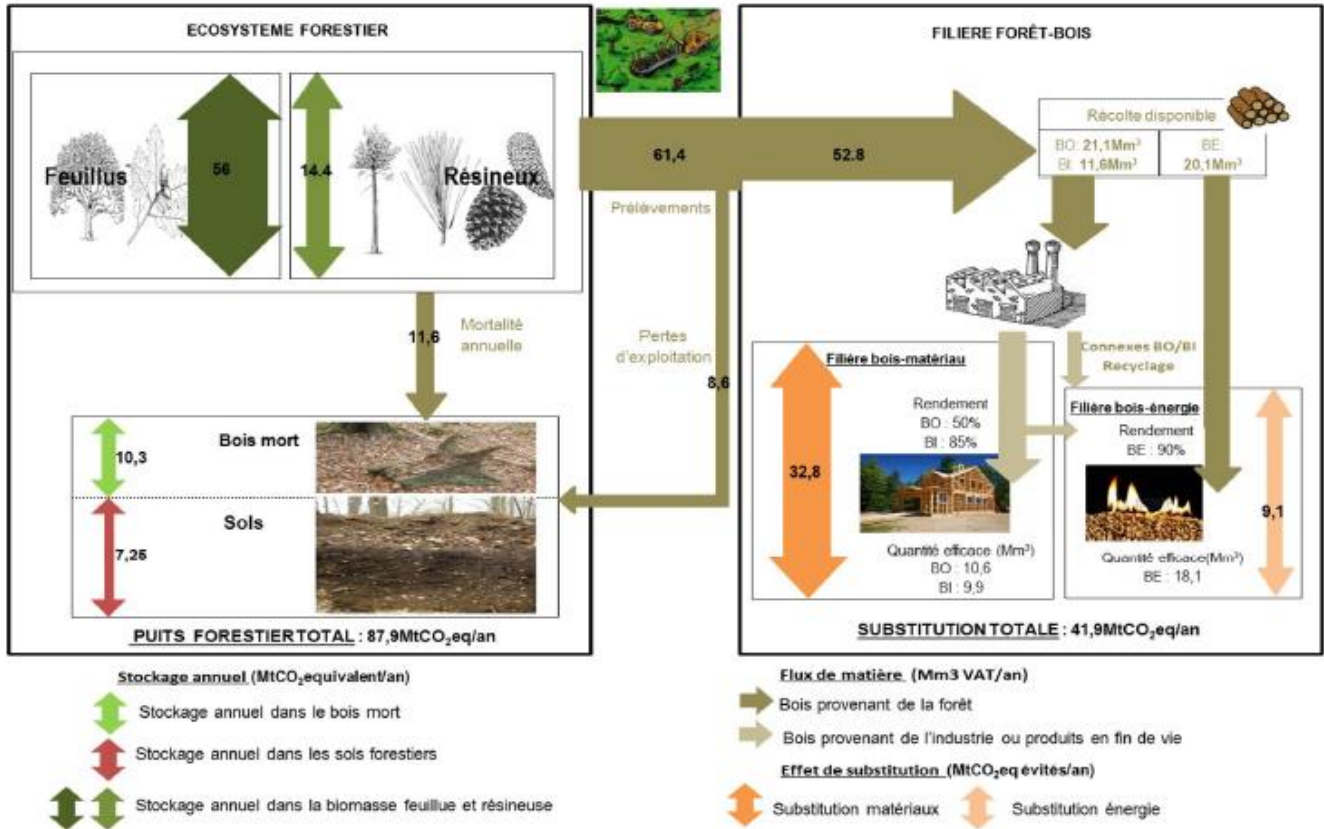 ECOSYSTEME FORESTIER
Feuillus
56
14.4
Résineux
11,6
Mortalité
annuelle
Bois mort
10,3
Sols
7,25
PUITS FORESTIER TOTAL : 87,9MtCO₂eq/an
61,4
52.8
Prélèvements
Pertes
d'exploitation
8,6
FILIERE FORÊT-BOIS
Récolte disponible
BO: 21,1Mm³
BI: 11,6Mm³
BE:
20,1Mm³
Connexes BO/BI
Recyclage
Filière bois-matériau
Rendement
BO : 50%
BI : 85%
32,8
Quantité efficace (Mm³)
BO : 10,6
BI : 9,9
Filière bois-énergie
Rendement
BE : 90%
9,1
Quantité efficace(Mm³)
BE : 18,1
SUBSTITUTION TOTALE : 41,9MtCO₂eq/an
Stockage annuel (MtCO₂equivalent/an)
Stockage annuel dans le bois mort
Stockage annuel dans les sols forestiers
Stockage annuel dans la biomasse feuillue et résineuse
Flux de matière (Mm3 VAT/an)
Bois provenant de la forêt
Bois provenant de l'industrie ou produits en fin de vie
Effet de substitution (MtCO₂eq évités/an)
Substitution matériaux
Substitution énergie